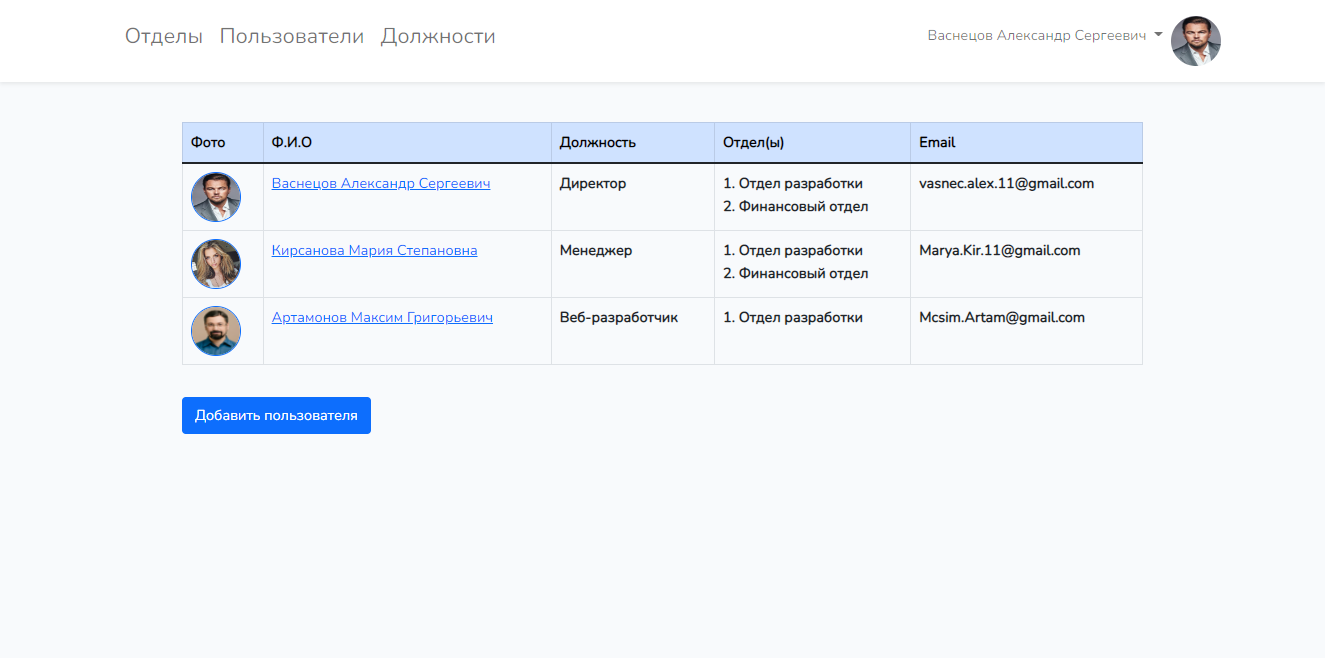 Отделы Пользователи Должности Васнецов Александр Сергеевич
Фото Ф.И.О Должность Отдел(ы) Email
Васнецов Александр Сергеевич Директор 1. Отдел разработки vasnec.alex.11@gmail.com
2. Финансовый отдел
Кирсанова Мария Степановна Менеджер 1. Отдел разработки Marya.Kir.11@gmail.com
2. Финансовый отдел
Артамонов Максим Григорьевич Веб-разработчик 1. Отдел разработки Mcsim.Artam@gmail.com
Добавить пользователя